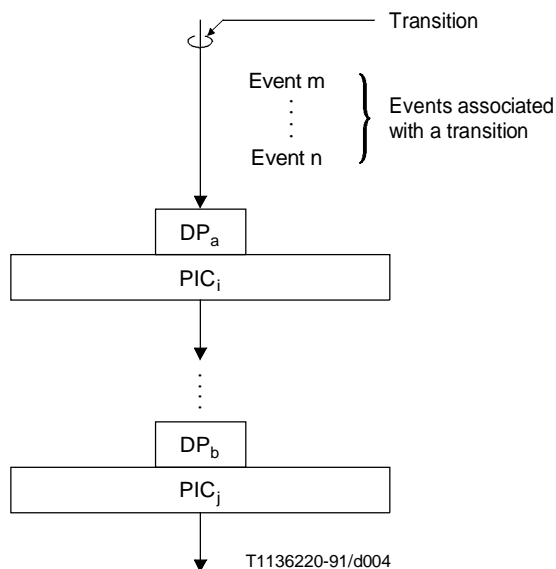 Transition
Event m
Event n
Events associated
with a transition
DPa
PICi
DPb
PICj
T1136220-91/d004